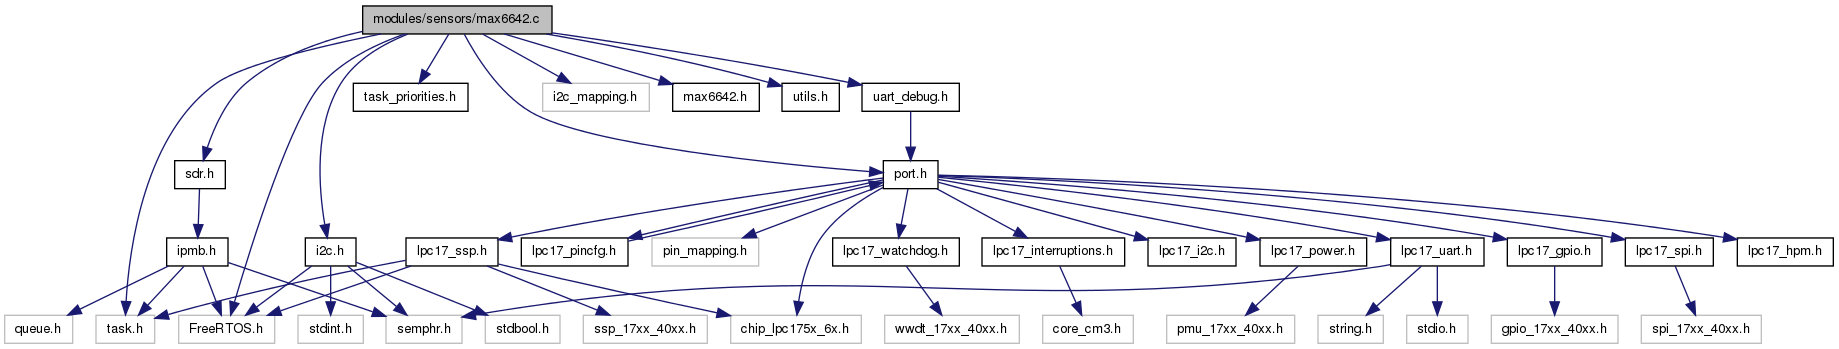 modules/sensors/max6642.c
task_priorities.h
i2c_mapping.h
max6642.h
utils.h
uart_debug.h
sdr.h
port.h
ipmb.h
i2c.h
lpc17_ssp.h
lpc17_pincfg.h
pin_mapping.h
lpc17_watchdog.h
lpc17_interruptions.h
lpc17_i2c.h
lpc17_power.h
lpc17_uart.h
lpc17_gpio.h
lpc17_spi.h
lpc17_hpm.h
queue.h
task.h
FreeRTOS.h
stdint.h
semphr.h
stdbool.h
ssp_17xx_40xx.h
chip_lpc175x_6x.h
wwdt_17xx_40xx.h
core_cm3.h
pmu_17xx_40xx.h
string.h
stdio.h
gpio_17xx_40xx.h
spi_17xx_40xx.h